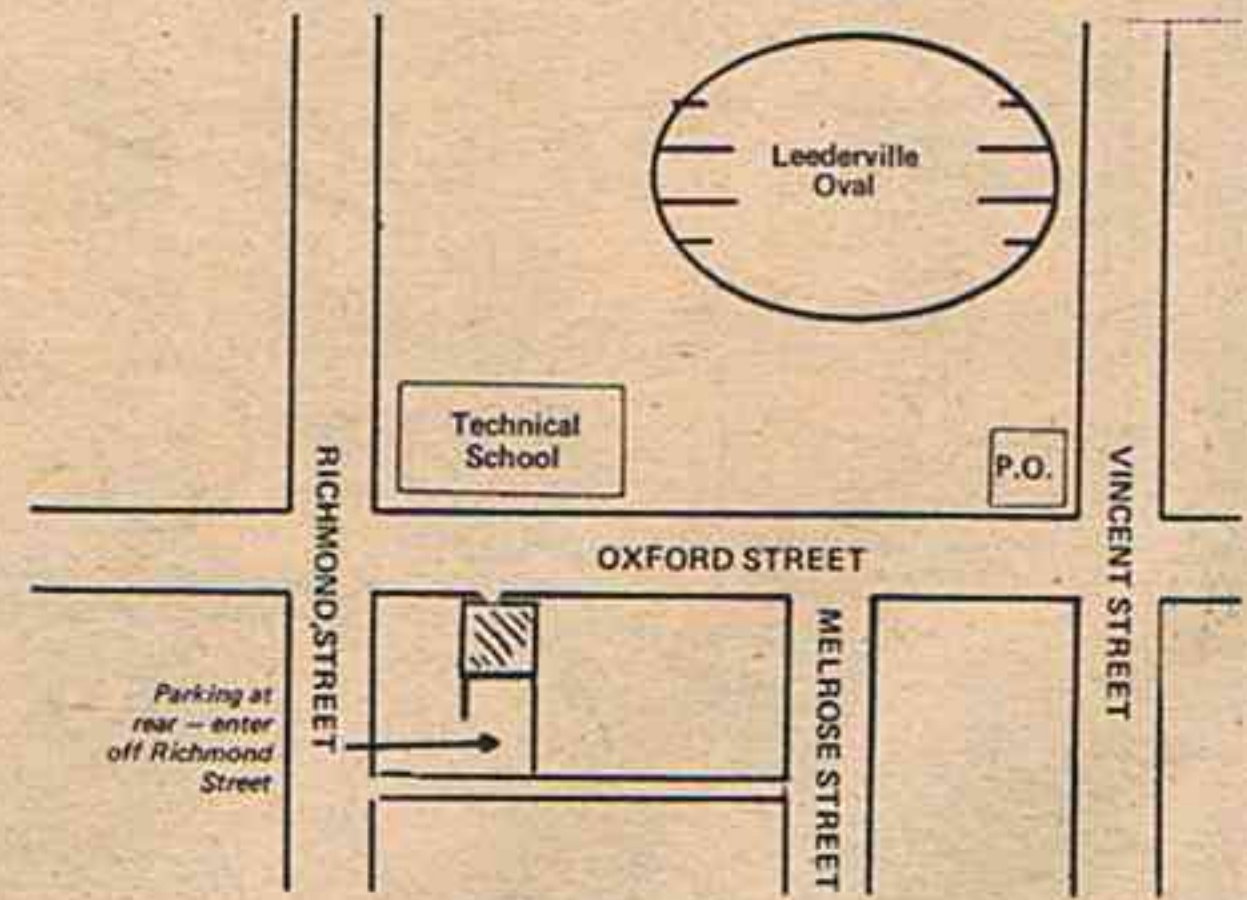 Leederville
Oval
Technical
School
P.O.
RICHMOND STREET
OXFORD STREET
VINCENT STREET
MELROSE STREET
Parking at
rear — enter
off Richmond
Street